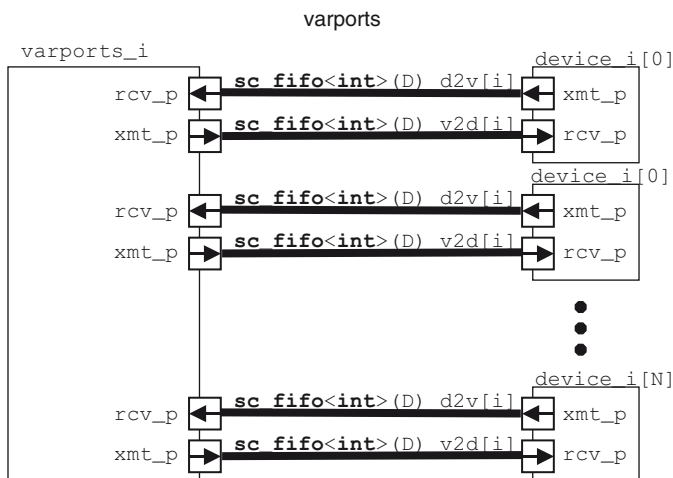 varports
varports_i
device_i[0]
rcv_p
sc_fifo<int>(D) d2v[i]
xmt_p
xmt_p
sc_fifo<int>(D) v2d[i]
rcv_p
device_i[0]
rcv_p
sc_fifo<int>(D) d2v[i]
xmt_p
xmt_p
sc_fifo<int>(D) v2d[i]
rcv_p
device_i[N]
rcv_p
sc_fifo<int>(D) d2v[i]
xmt_p
xmt_p
sc_fifo<int>(D) v2d[i]
rcv_p